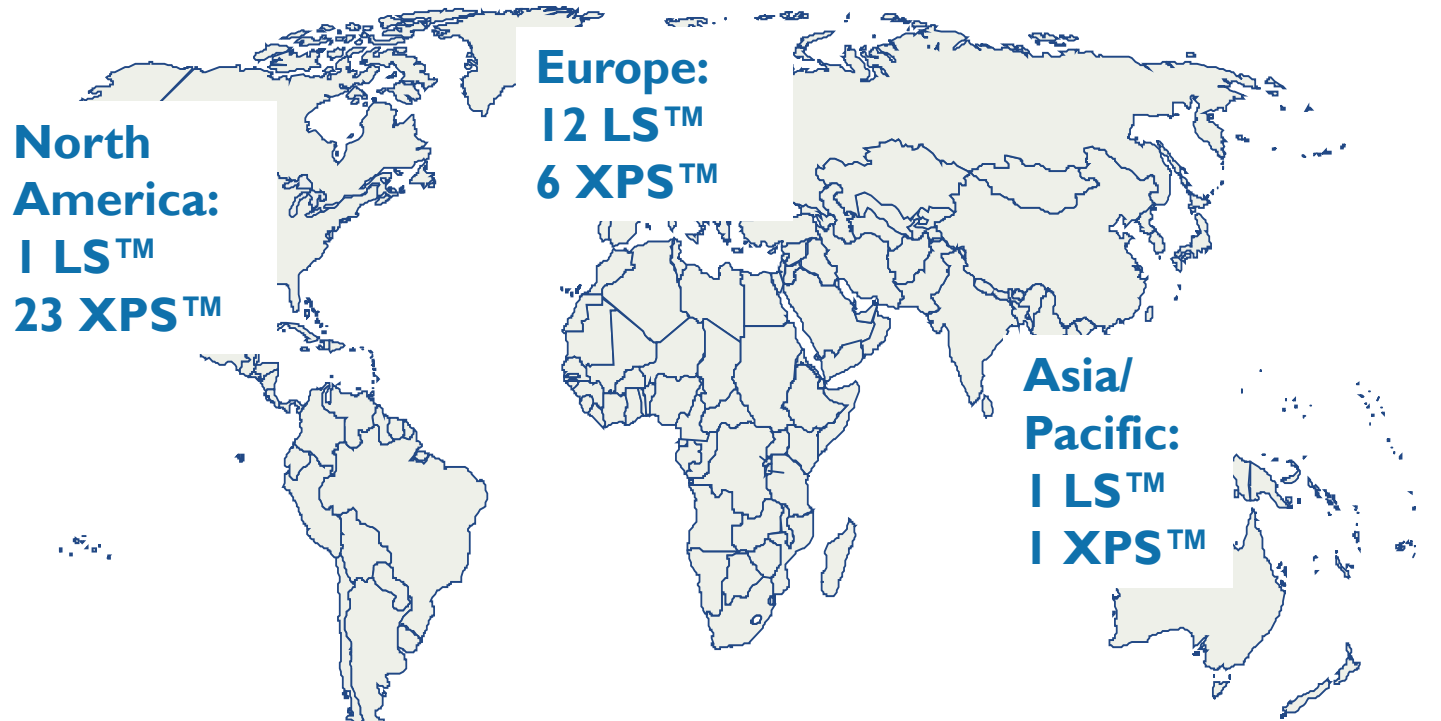 North
America:
1 LS™
23 XPS™
Europe:
12 LS™
6 XPS™
Asia/
Pacific:
1 LS™
1 XPS™